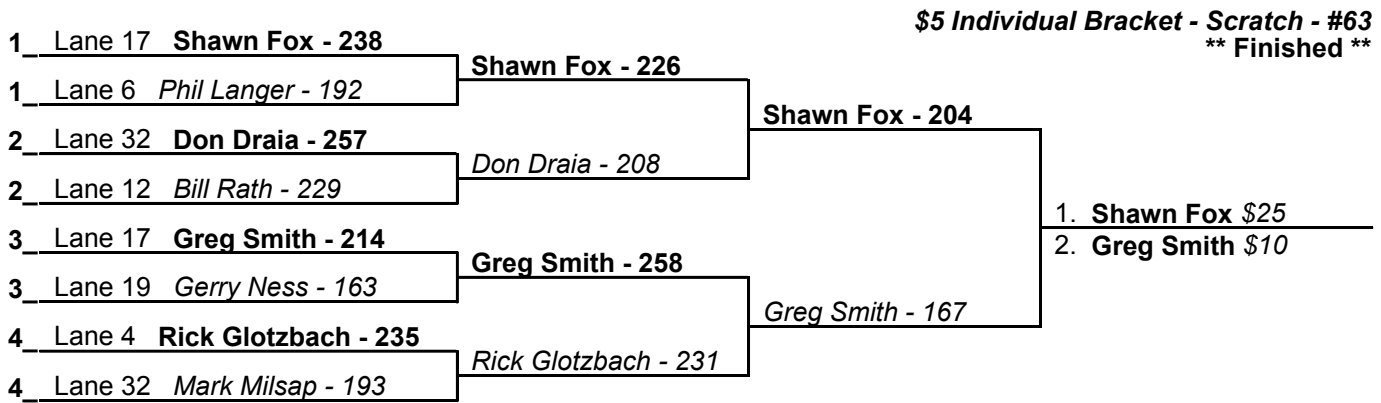 $5 Individual Bracket - Scratch - #63
** Finished **
1_ Lane 17 Shawn Fox - 238
1_ Lane 6 Phil Langer - 192
2_ Lane 32 Don Draia - 257
2_ Lane 12 Bill Rath - 229
3_ Lane 17 Greg Smith - 214
3_ Lane 19 Gerry Ness - 163
4_ Lane 4 Rick Glotzbach - 235
4_ Lane 32 Mark Milsap - 193
Shawn Fox - 226
Don Draia - 208
Greg Smith - 258
Rick Glotzbach - 231
Shawn Fox - 204
Greg Smith - 167
1. Shawn Fox $25
2. Greg Smith $10